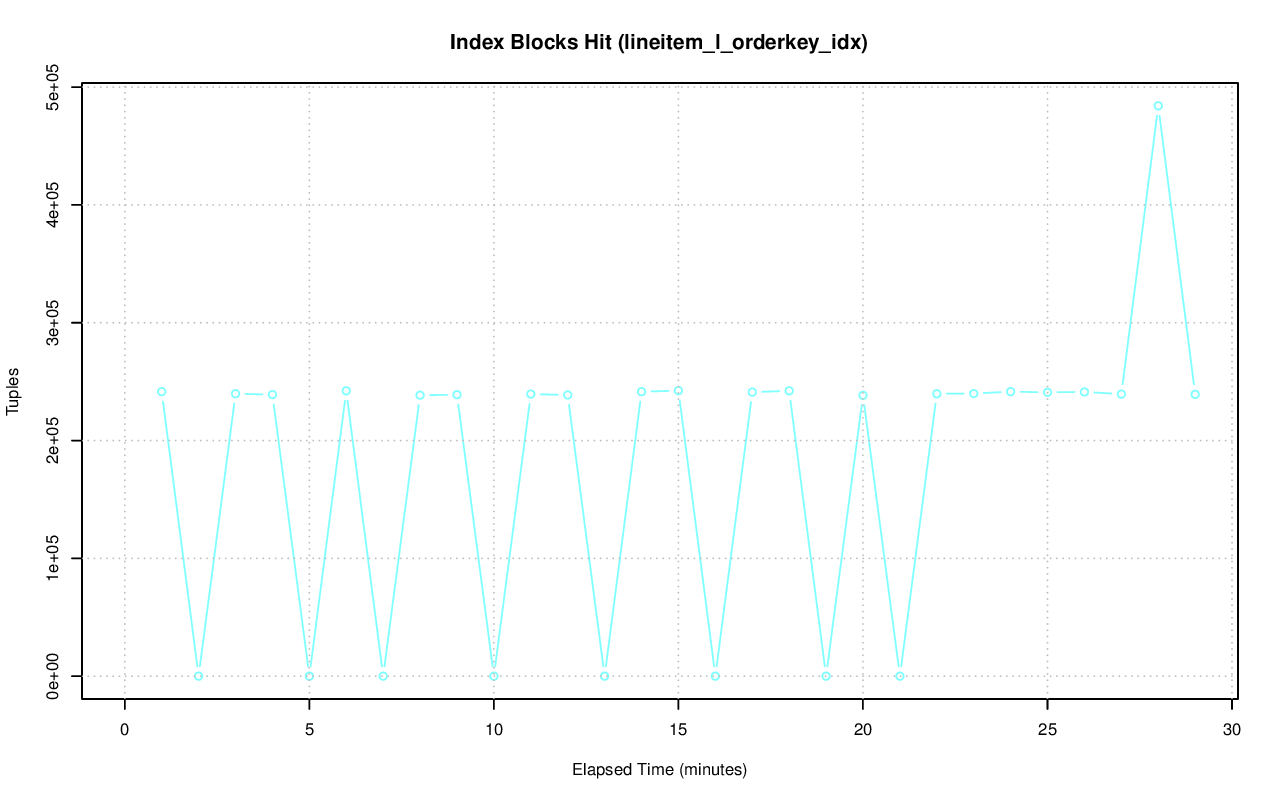 Index Blocks Hit (lineitem_l_orderkey_idx)
5e+05
4e+05
3e+05
2e+05
1e+05
0e+00
Tuples
0 5 10 15 20 25 30
Elapsed Time (minutes)